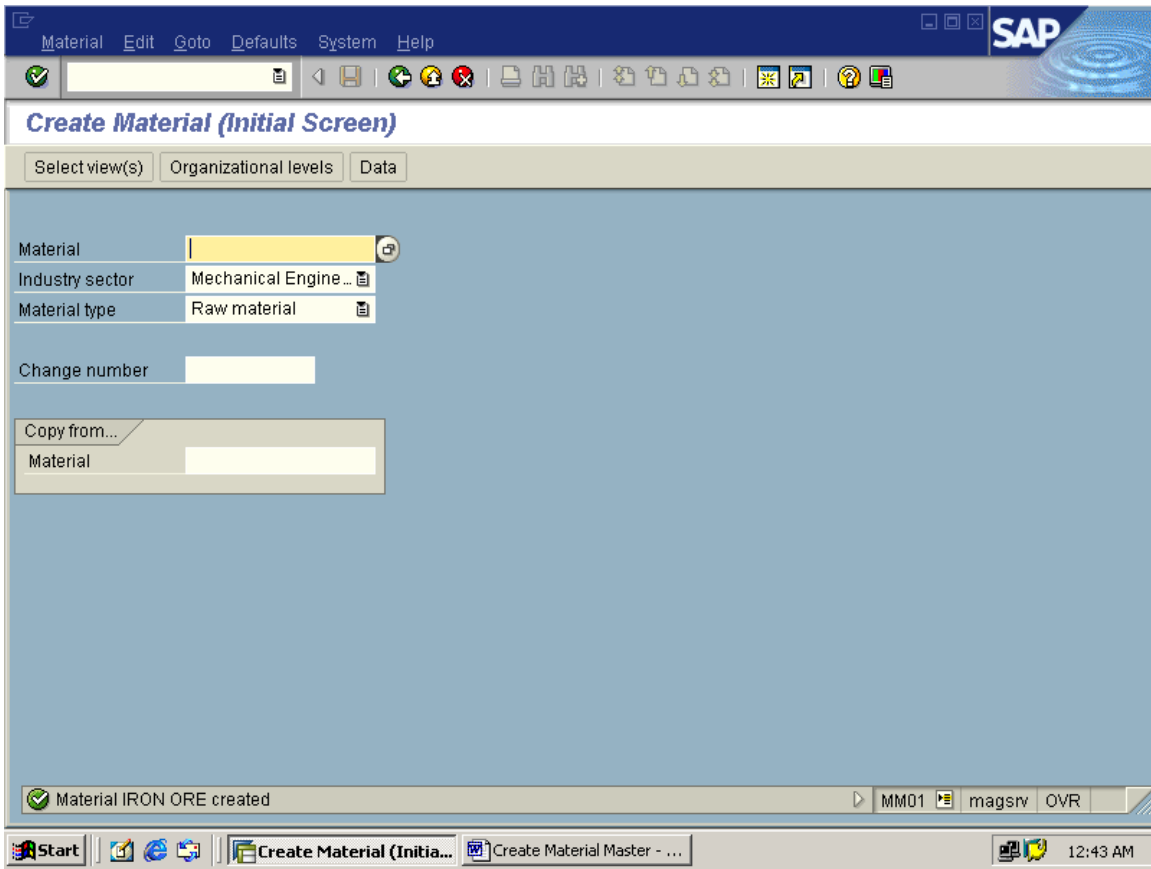 Material Edit Goto Defaults System Help
SAP
Create Material (Initial Screen)
Select view(s) Organizational levels Data
Material
Industry sector Mechanical Engine...
Material type Raw material
Change number
Copy from...
Material
Material IRON ORE created MM01 magsrv OVR
Start Create Material (Initia... Create Material Master - ... 12:43 AM